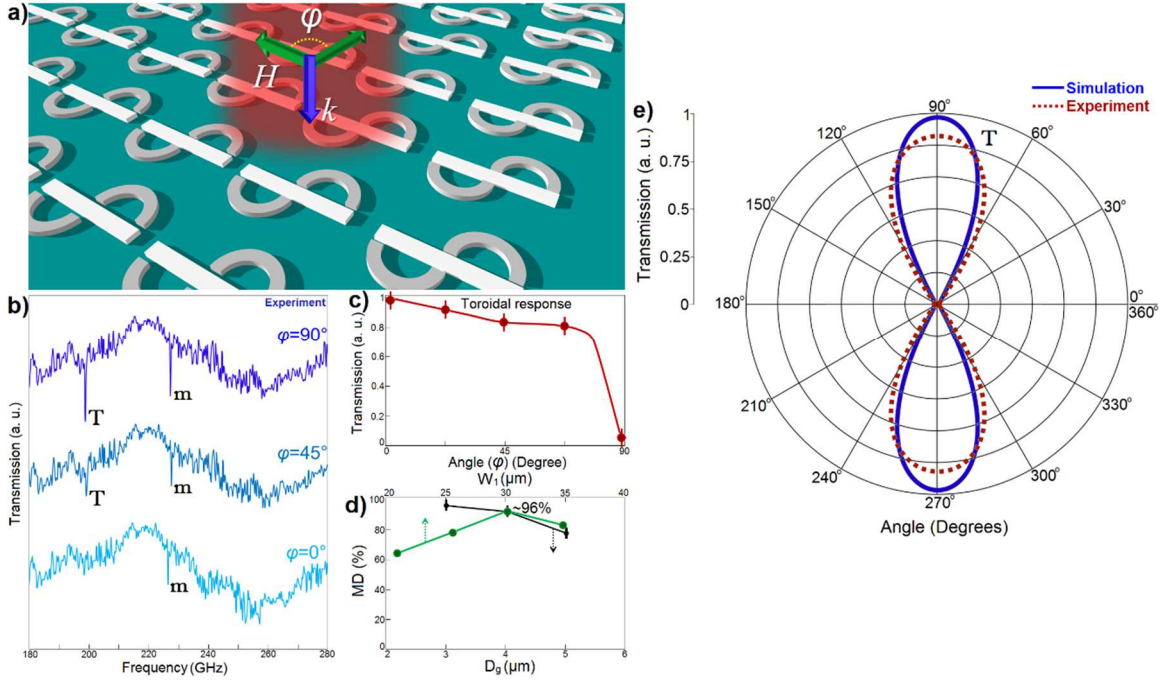 a)
φ
H
k
b)
Experiment
φ=90°
T
m
φ=45°
T
m
φ=0°
m
Transmission (a. u.)
180 200 220 240 260 280
Frequency (GHz)
c)
Toroidal response
Transmission (a. u.)
1
0.8
0.6
0.4
0.2
0
0 45 90
Angle (φ) (Degree)
W₁(μm)
20 25 30 35 40
d)
~96%
MD (%)
100
80
60
40
20
0
2 3 4 5 6
D₉ (μm)
e)
Simulation
Experiment
T
Transmission (a. u.)
1
0.75
0.5
0.25
0
90°
60°
30°
0°
360°
330°
300°
270°
240°
210°
180°
150°
120°
Angle (Degrees)